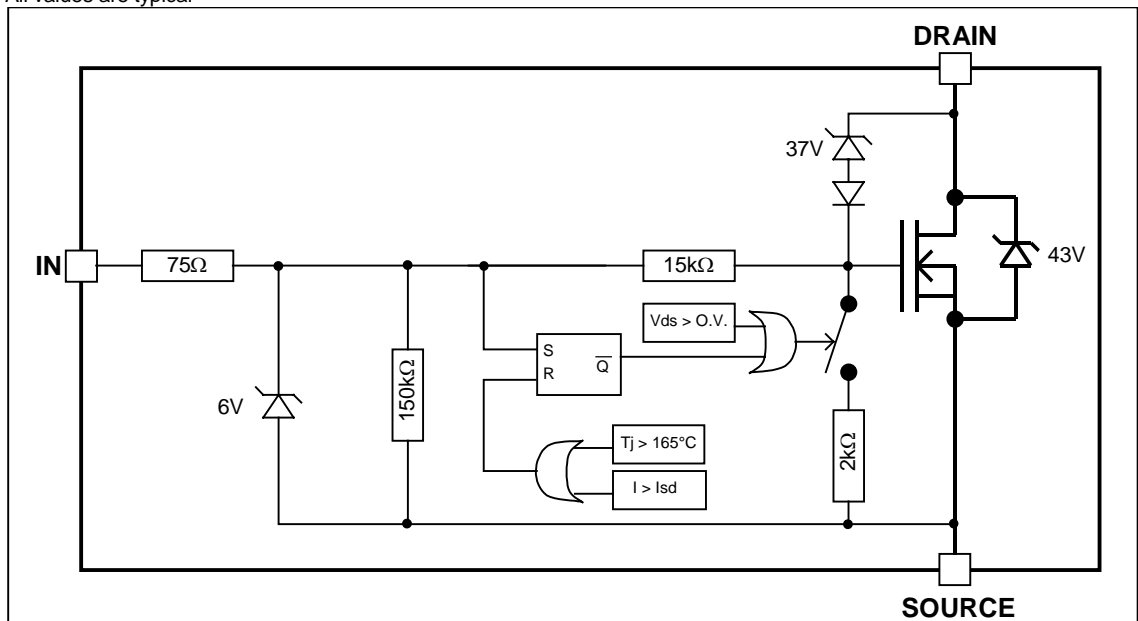 All values are typical
DRAIN
37V
IN
75Ω
15kΩ
43V
Vds > O.V.
S
R
Q̅
6V
150kΩ
Tj > 165°C
I > Isd
2kΩ
SOURCE